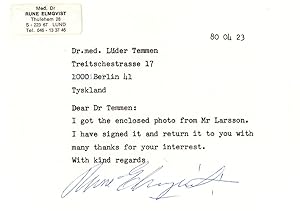 Med. Dr
RUNE ELMQVIST
Thulehem 26
S - 223 67 LUND
Tel. 046 - 13 37 45
80 04 23
Dr.med. Lüder Temmen
Treitschestrasse 17
1000 Berlin 41
Tyskland
Dear Dr Temmen:
I got the enclosed photo from Mr Larsson.
I have signed it and return it to you with
many thanks for your interrest.
With kind regards
Rune Elmqvist